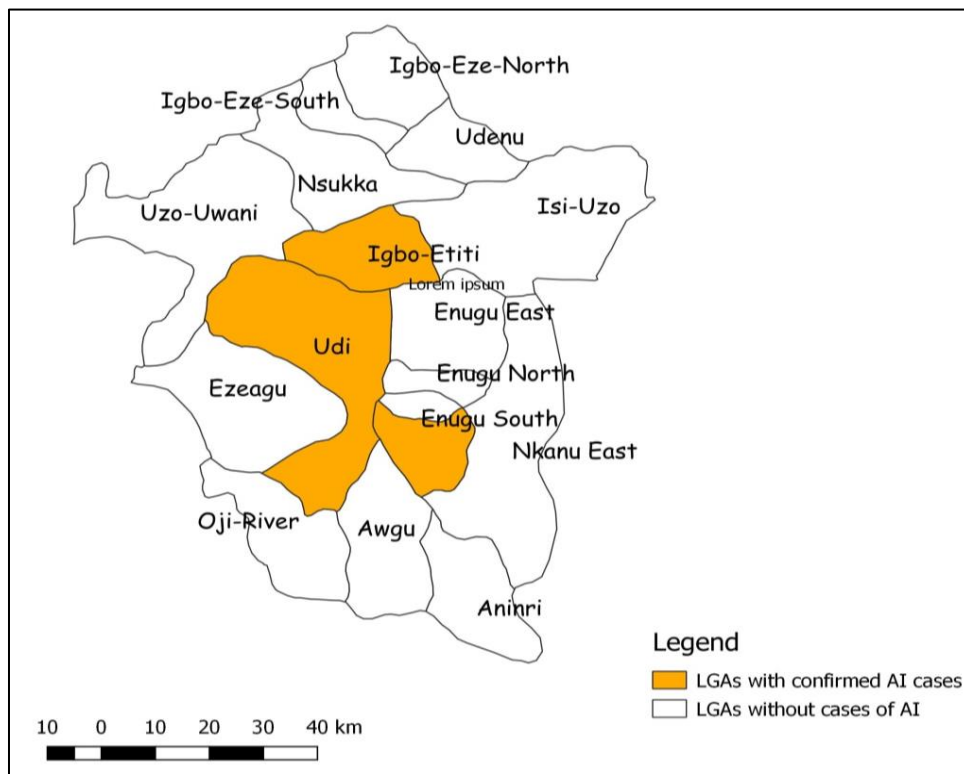 Igbo-Eze-North
Igbo-Eze-South
Udenu
Nsukka
Uzo-Uwani
Isi-Uzo
Igbo-Etiti
Lorem ipsum
Enugu East
Udi
Enugu North
Ezeagu
Enugu South
Nkanu East
Oji-River
Awgu
Aninri
Legend
LGAs with confirmed AI cases
LGAs without cases of AI
10 0 10 20 30 40 km